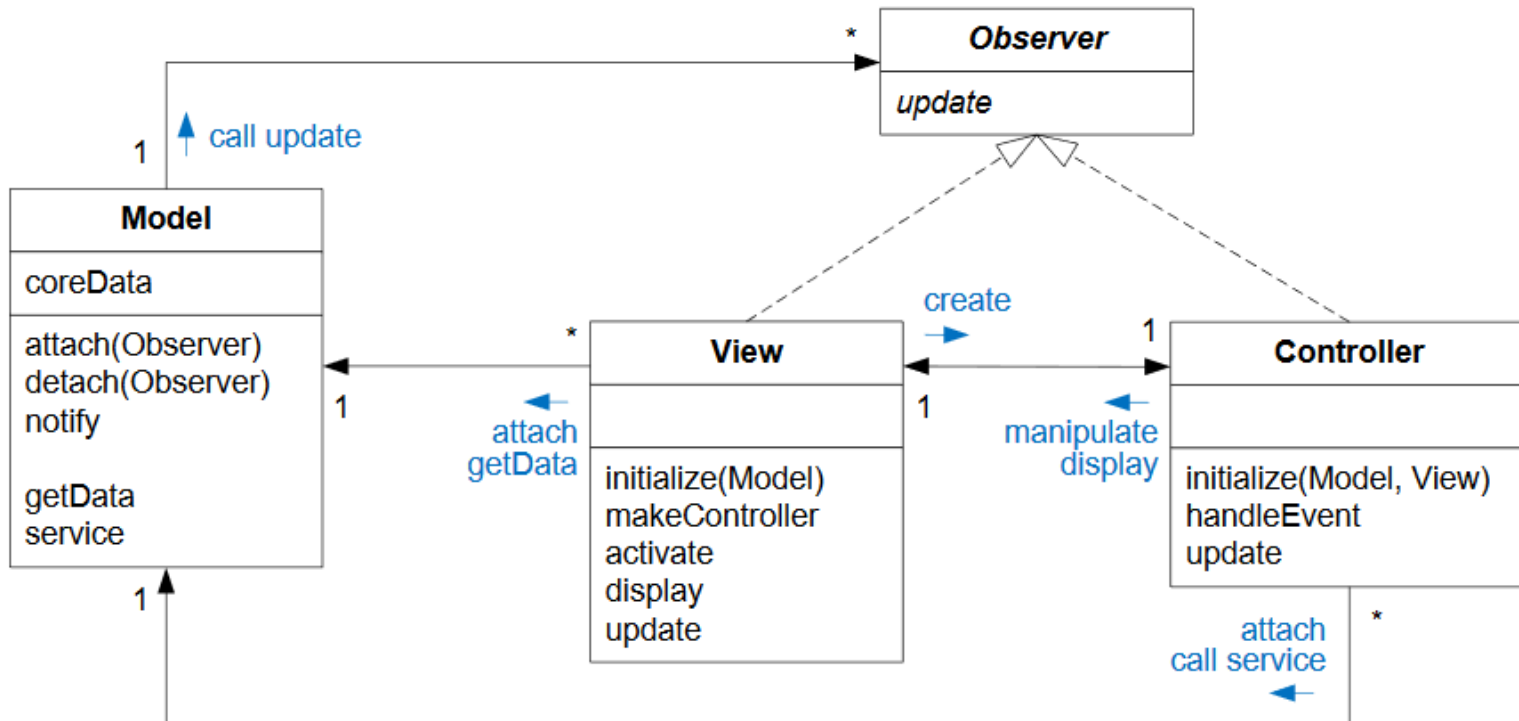 *
Observer
update
1
call update
Model
coreData
attach(Observer)
detach(Observer)
notify
getData
service
1
*
1
attach
getData
View
initialize(Model)
makeController
activate
display
update
create
1
1
manipulate
display
Controller
initialize(Model, View)
handleEvent
update
*
attach
call service